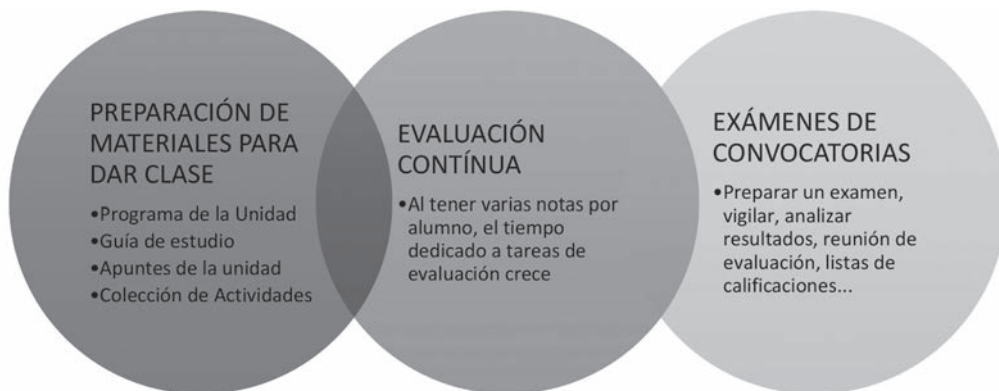 PREPARACIÓN DE
MATERIALES PARA
DAR CLASE
•Programa de la Unidad
•Guía de estudio
•Apuntes de la unidad
•Colección de Actividades
EVALUACIÓN
CONTÍNUA
•Al tener varias notas por
alumno, el tiempo
dedicado a tareas de
evaluación crece
EXÁMENES DE
CONVOCATORIAS
•Preparar un examen,
vigilar, analizar
resultados, reunión de
evaluación, listas de
calificaciones...